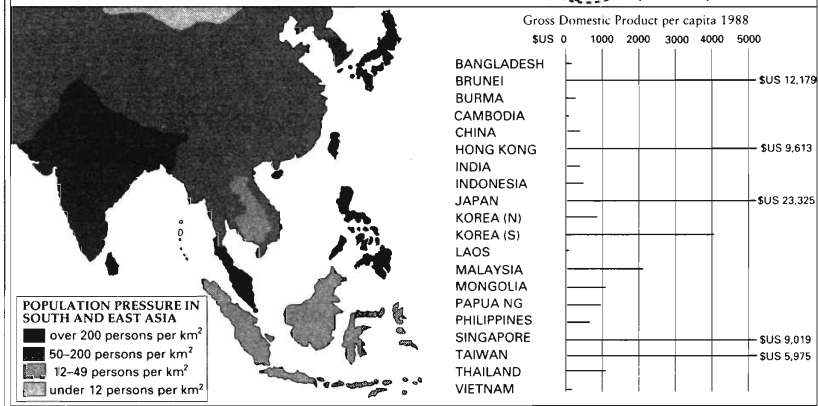 POPULATION PRESSURE IN
SOUTH AND EAST ASIA
over 200 persons per km²
50–200 persons per km²
12–49 persons per km²
under 12 persons per km²
Gross Domestic Product per capita 1988
$US 0 1000 2000 3000 4000 5000
BANGLADESH
BRUNEI $US 12,179
BURMA
CAMBODIA
CHINA
HONG KONG $US 9,613
INDIA
INDONESIA
JAPAN $US 23,325
KOREA (N)
KOREA (S)
LAOS
MALAYSIA
MONGOLIA
PAPUA NG
PHILIPPINES
SINGAPORE $US 9,019
TAIWAN $US 5,975
THAILAND
VIETNAM